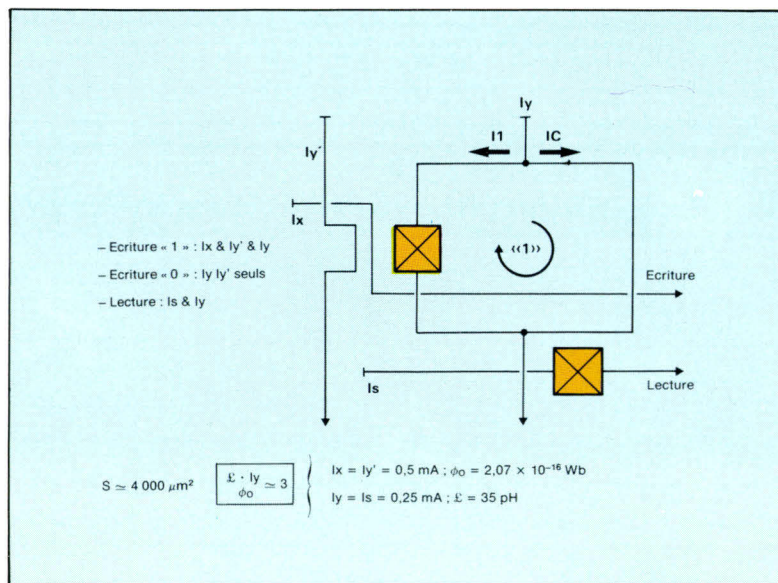 Iy
I1
IC
Iy'
Ix
– Ecriture « 1 » : Ix & Iy' & Iy
«1»
– Ecriture « 0 » : Iy Iy' seuls
Ecriture
– Lecture : Is & Iy
Is
Lecture
S ≃ 4 000 μm²
£ · Iy
ϕo
≃ 3
Ix = Iy' = 0,5 mA ; ϕo = 2,07 × 10⁻¹⁶ Wb
Iy = Is = 0,25 mA ; £ = 35 pH